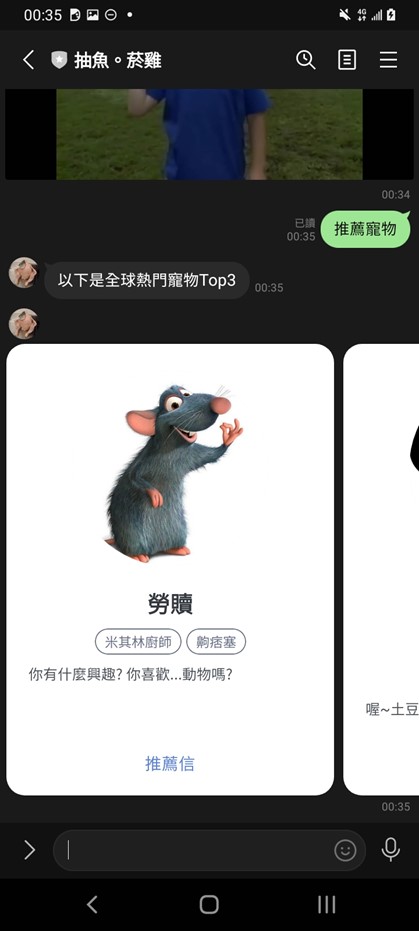 00:35
4G
抽魚。菸雞
00:34
已讀
00:35
推薦寵物
以下是全球熱門寵物Top3
00:35
勞贖
米其林廚師
齁痞塞
你有什麼興趣? 你喜歡...動物嗎?
推薦信
喔~土豆
00:35